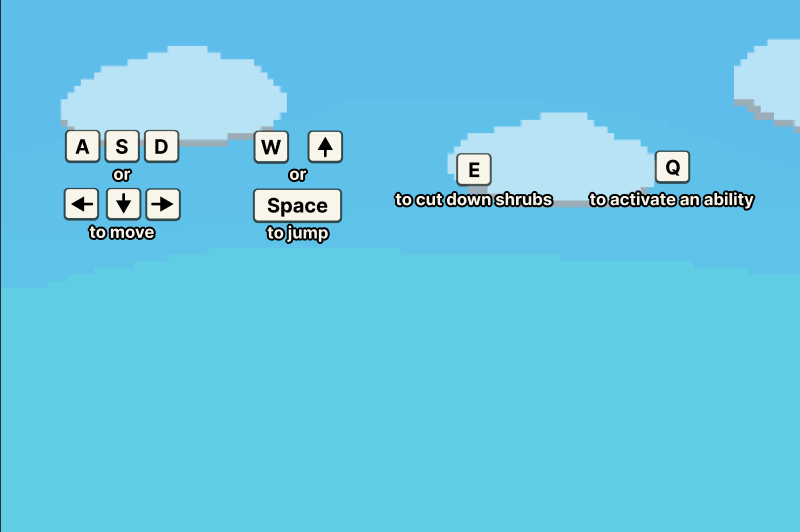 A S D
or
← ↓ →
to move
W ↑
or
Space
to jump
E
to cut down shrubs
Q
to activate an ability